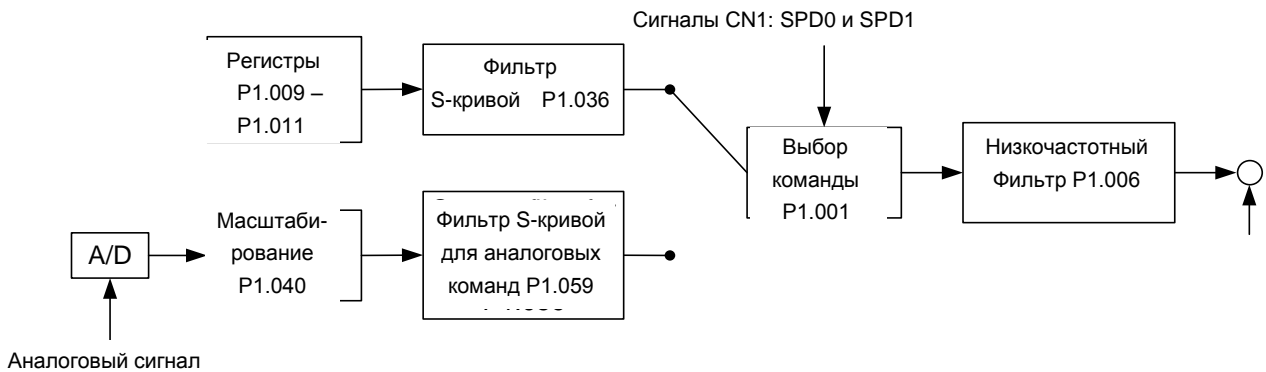 Сигналы CN1: SPD0 и SPD1
Регистры
P1.009 –
P1.011
Фильтр
S-кривой P1.036
Выбор
команды
P1.001
Низкочастотный
Фильтр P1.006
A/D
Масштаби-
рование
P1.040
Фильтр S-кривой
для аналоговых
команд P1.059
Аналоговый сигнал